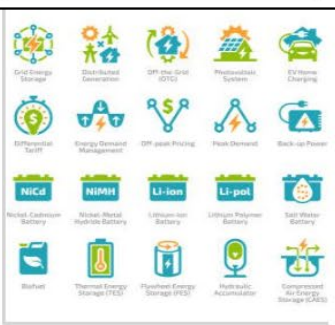 Grid Energy
Storage
Distributed
Generation
Off-the-Grid
(OTG)
Photovoltaic
System
EV Home
Charging
$
Differential
Tariff
Energy Demand
Management
$
Off-peak Pricing
Peak Demand
Back-up Power
NiCd
Nickel-Cadmium
Battery
NiMH
Nickel-Metal
Hydride Battery
Li-ion
Lithium-ion
Battery
Li-pol
Lithium Polymer
Battery
Salt Water
Battery
Biofuel
Thermal Energy
Storage (TES)
Flywheel Energy
Storage (FES)
Hydraulic
Accumulator
Compressed
Air Energy
Storage (CAES)